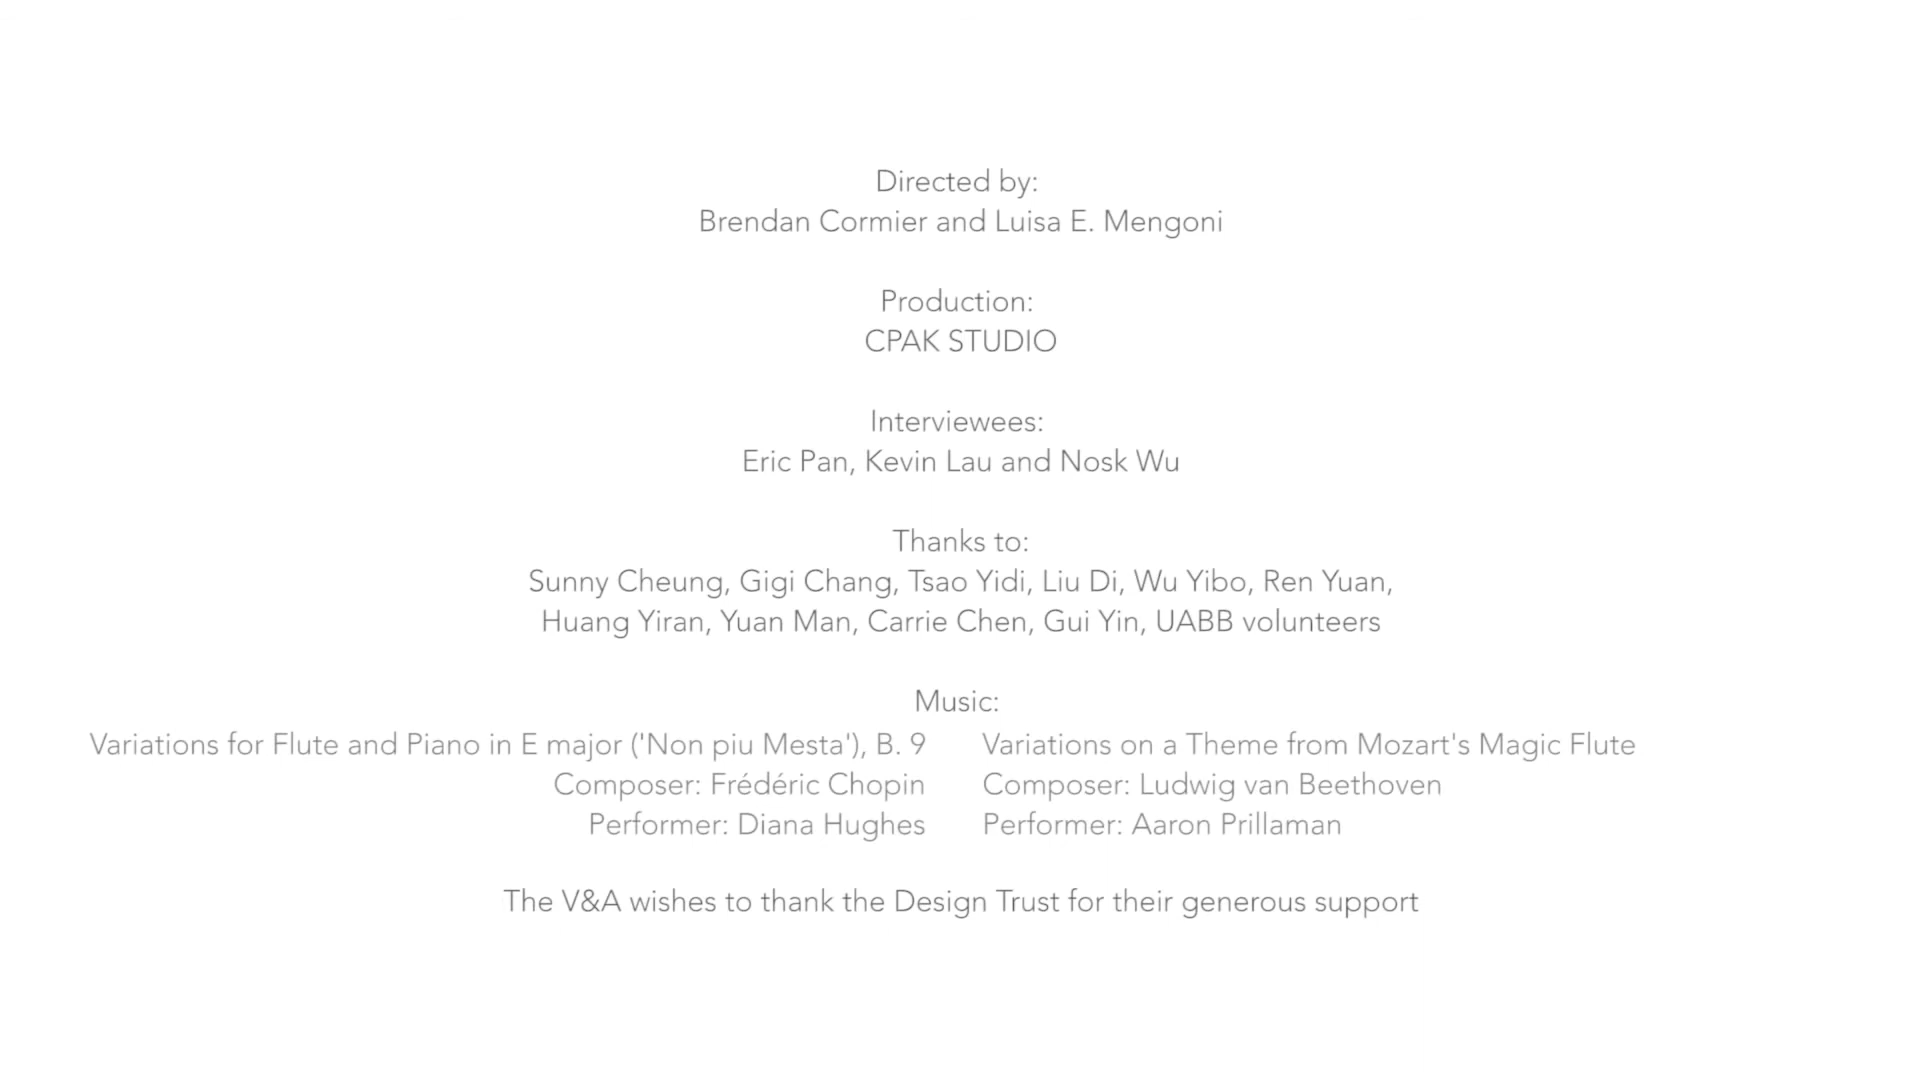 Directed by:
Brendan Cormier and Luisa E. Mengoni
Production:
CPAK STUDIO
Interviewees:
Eric Pan, Kevin Lau and Nosk Wu
Thanks to:
Sunny Cheung, Gigi Chang, Tsao Yidi, Liu Di, Wu Yibo, Ren Yuan,
Huang Yiran, Yuan Man, Carrie Chen, Gui Yin, UABB volunteers
Music:
Variations for Flute and Piano in E major ('Non piu Mesta'), B. 9
Composer: Frédéric Chopin
Performer: Diana Hughes
Variations on a Theme from Mozart's Magic Flute
Composer: Ludwig van Beethoven
Performer: Aaron Prillaman
The V&A wishes to thank the Design Trust for their generous support